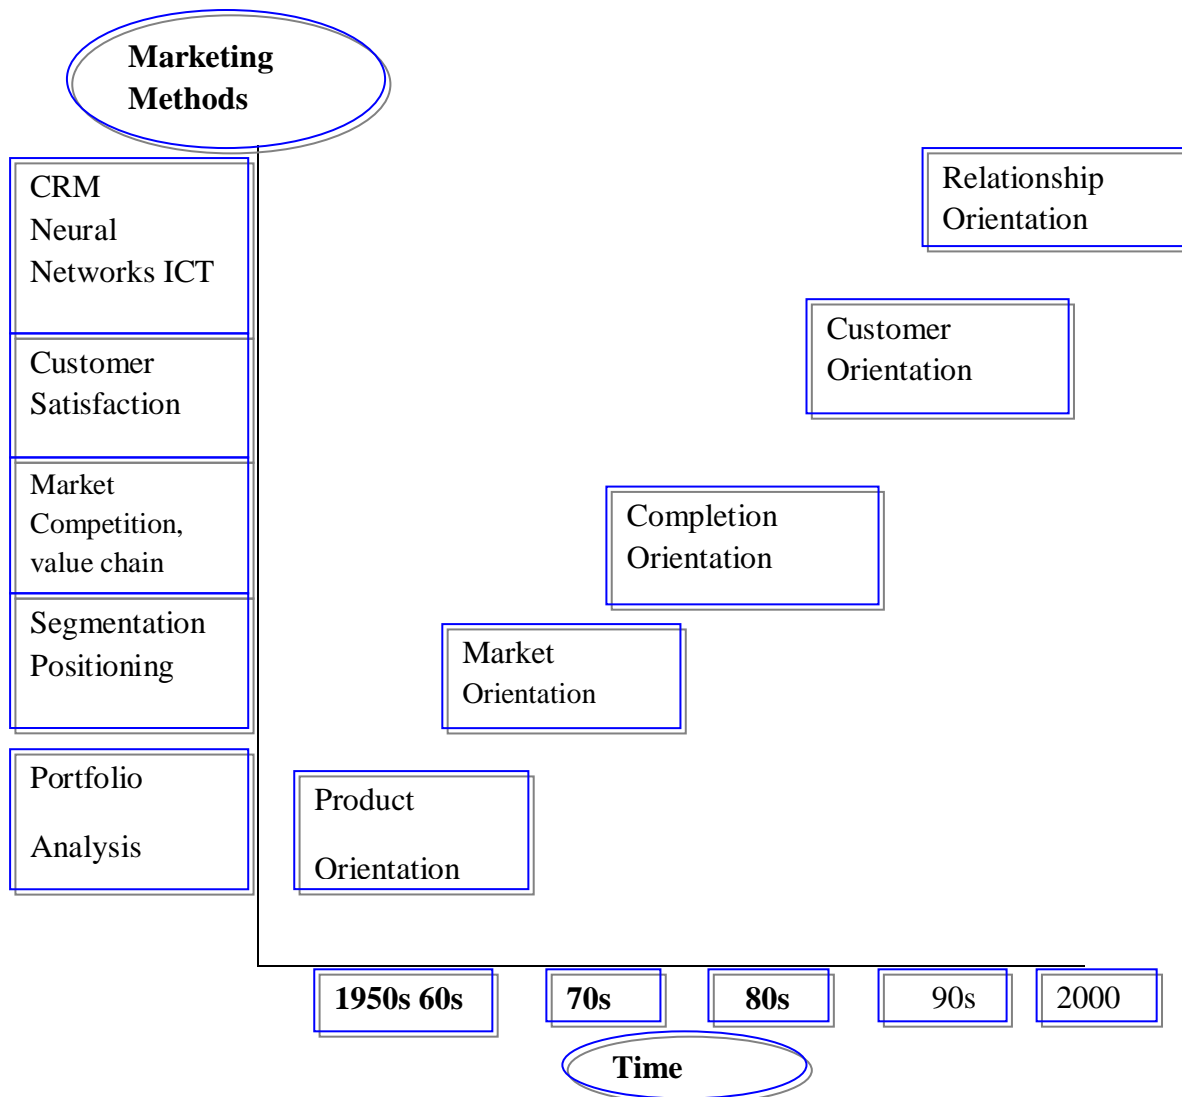 Marketing
Methods
CRM
Neural
Networks ICT
Relationship
Orientation
Customer
Satisfaction
Customer
Orientation
Market
Competition,
value chain
Completion
Orientation
Segmentation
Positioning
Market
Orientation
Portfolio
Analysis
Product
Orientation
1950s 60s
70s
80s
90s
2000
Time